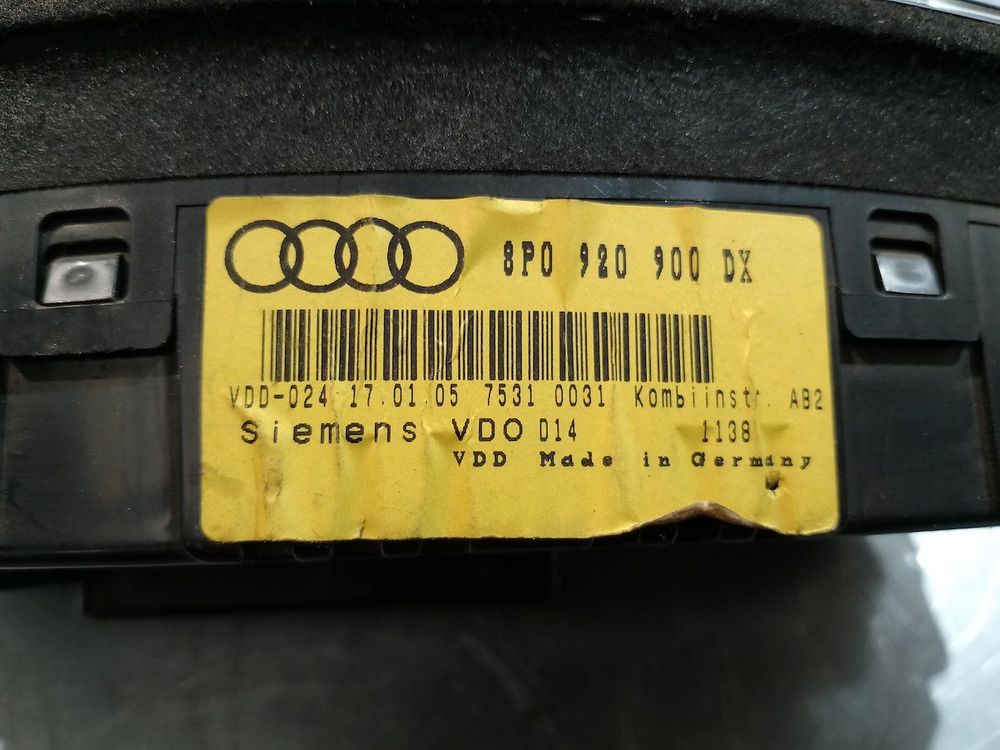 8P0 920 900 DX
VDD-024 17.01.05 7531 0031 Kombiinstr. AB2
Siemens VDO D14 1138
VDD Made in Germany